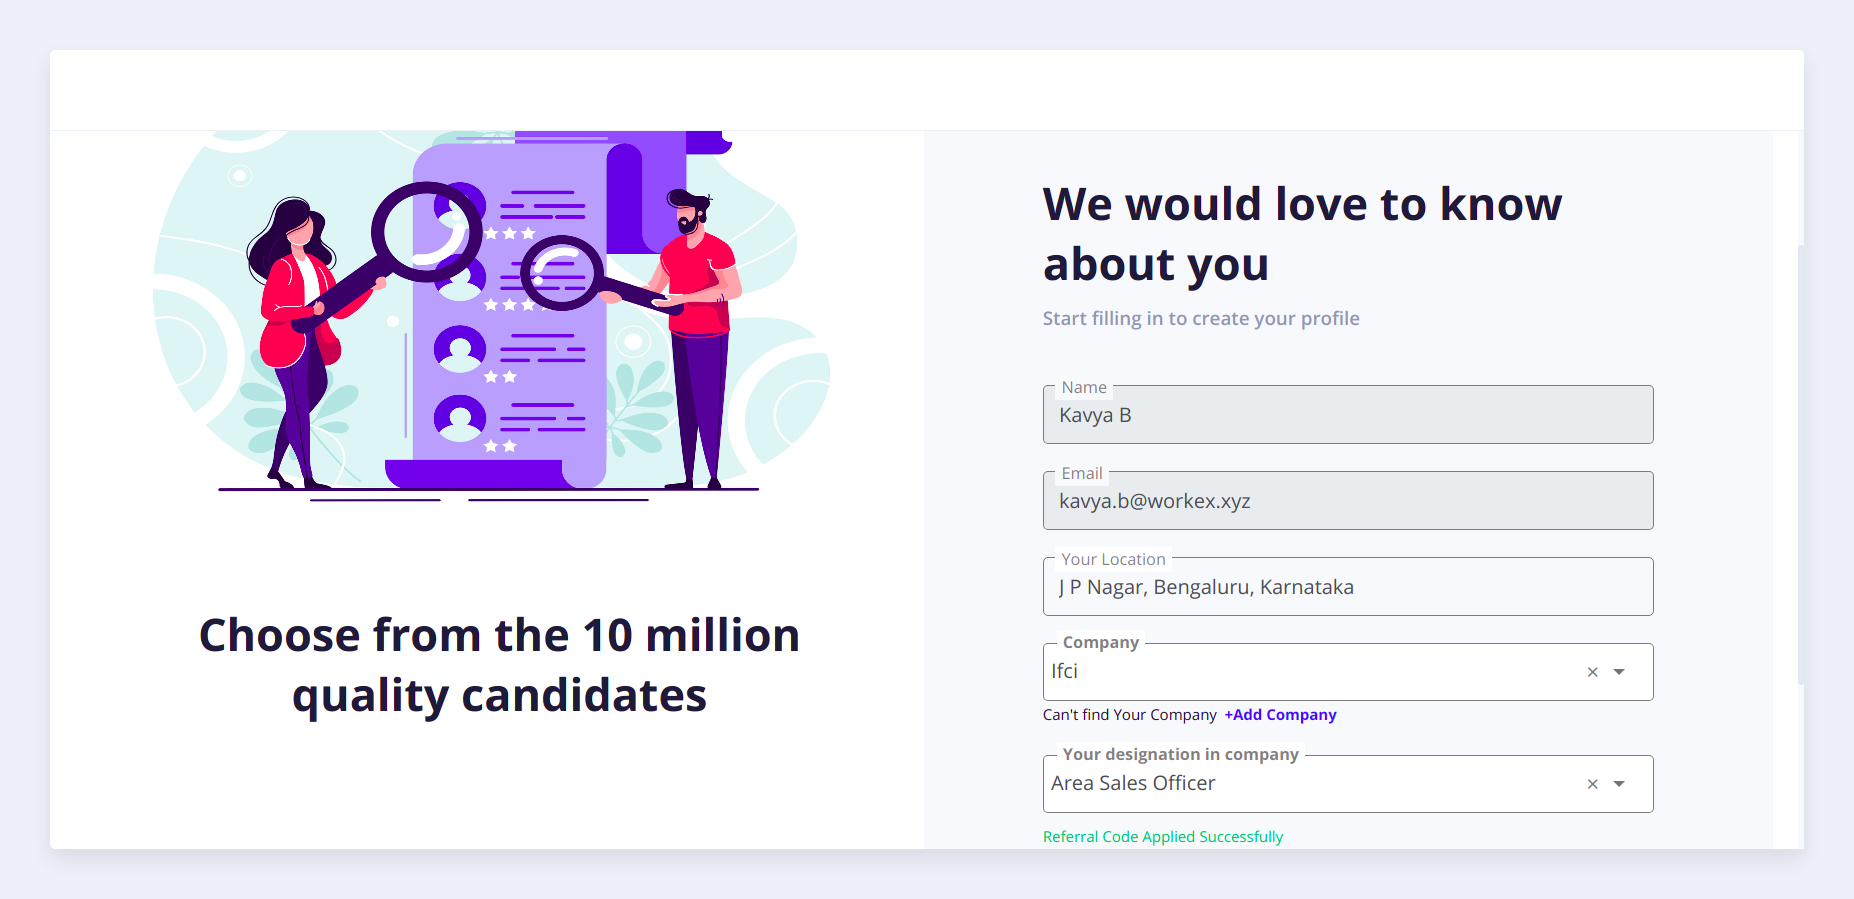 Choose from the 10 million
quality candidates
We would love to know
about you
Start filling in to create your profile
Name
Kavya B
Email
kavya.b@workex.xyz
Your Location
J P Nagar, Bengaluru, Karnataka
Company
Ifci
Can't find Your Company +Add Company
Your designation in company
Area Sales Officer
Referral Code Applied Successfully